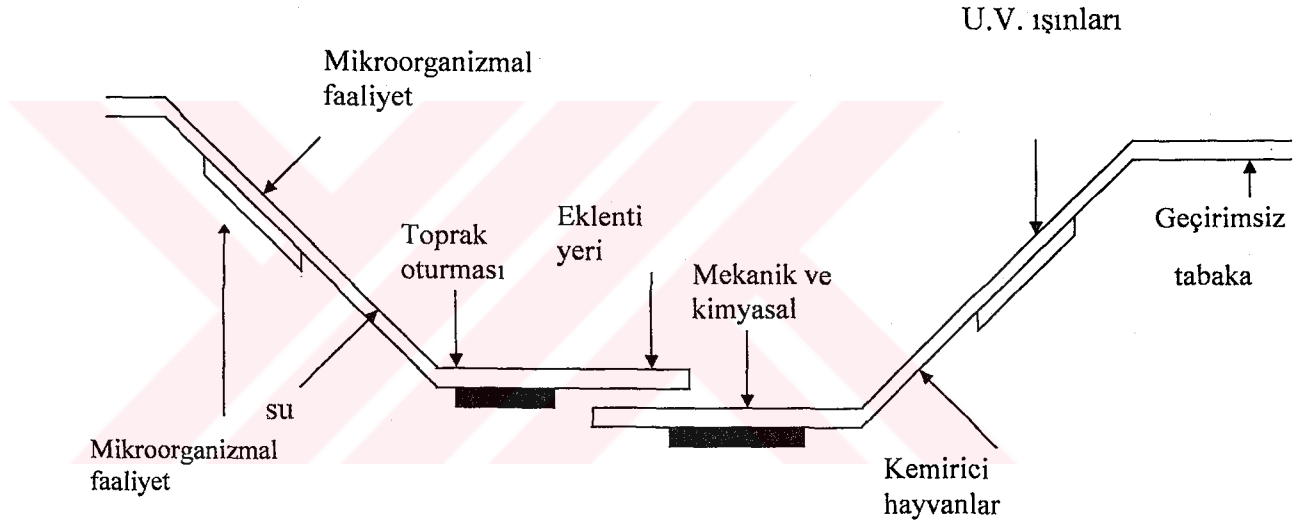 U.V. ışınları
Mikroorganizmal
faaliyet
Toprak
oturması
Eklenti
yeri
Mekanik ve
kimyasal
Geçirimsiz
tabaka
su
Mikroorganizmal
faaliyet
Kemirici
hayvanlar